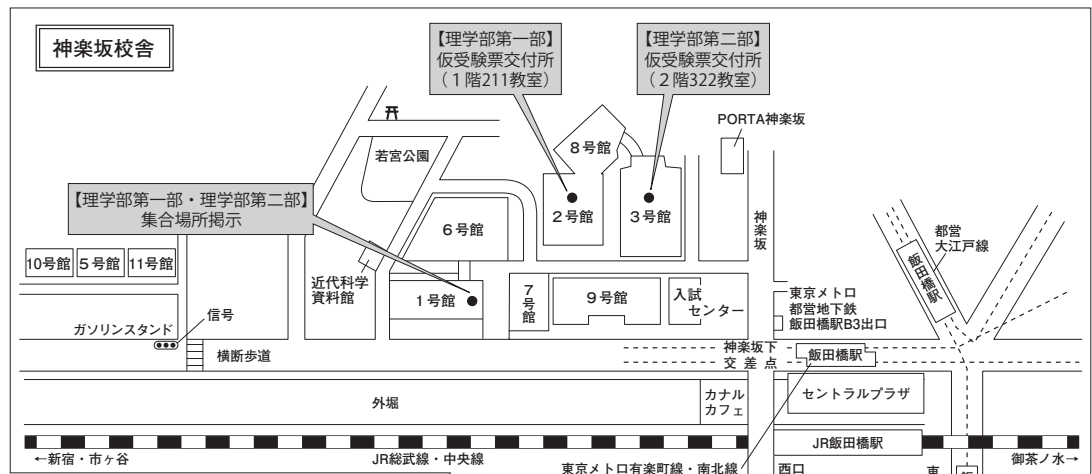 神楽坂校舎
【理学部第一部】
仮受験票交付所
（１階211教室）
【理学部第二部】
仮受験票交付所
（２階322教室）
PORTA神楽坂
若宮公園
8号館
【理学部第一部・理学部第二部】
集合場所掲示
2号館
3号館
神楽坂
6号館
都営
大江戸線
飯田橋駅
10号館
5号館
11号館
近代科学
資料館
1号館
7号館
9号館
入試
センター
東京メトロ
都営地下鉄
飯田橋駅B3出口
ガソリンスタンド
信号
横断歩道
神楽坂下
交差点
飯田橋駅
外堀
カナル
カフェ
セントラルプラザ
JR飯田橋駅
←新宿・市ヶ谷
JR総武線・中央線
御茶ノ水→
東京メトロ有楽町線・南北線
西口